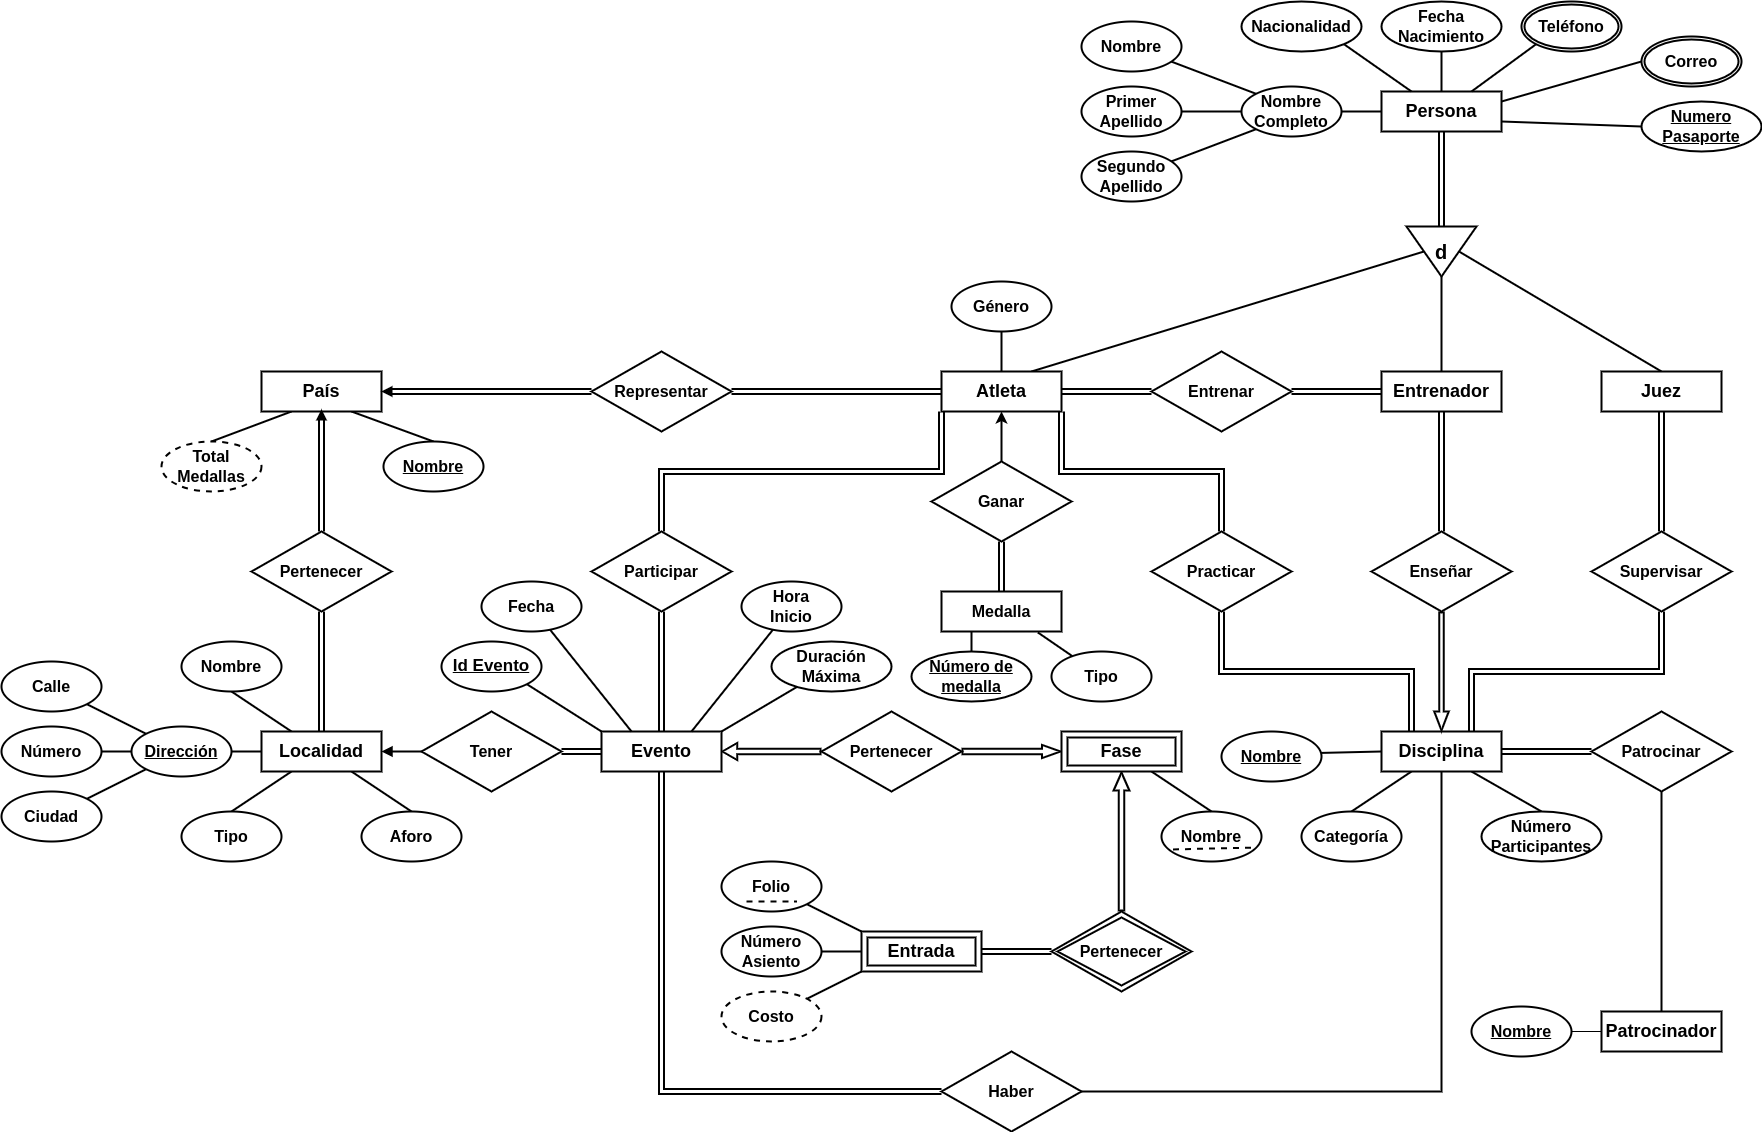 Nacionalidad
Fecha
Nacimiento
Teléfono
Nombre
Correo
Primer
Apellido
Nombre
Completo
Persona
Numero
Pasaporte
Segundo
Apellido
d
Género
País
Representar
Atleta
Entrenar
Entrenador
Juez
Total
Medallas
Nombre
Ganar
Pertenecer
Participar
Practicar
Enseñar
Supervisar
Fecha
Hora
Inicio
Medalla
Nombre
Id Evento
Duración
Máxima
Número de
medalla
Tipo
Calle
Número
Dirección
Localidad
Tener
Evento
Pertenecer
Fase
Nombre
Disciplina
Patrocinar
Ciudad
Tipo
Aforo
Nombre
Categoría
Número
Participantes
Folio
Número
Asiento
Entrada
Pertenecer
Costo
Nombre
Patrocinador
Haber